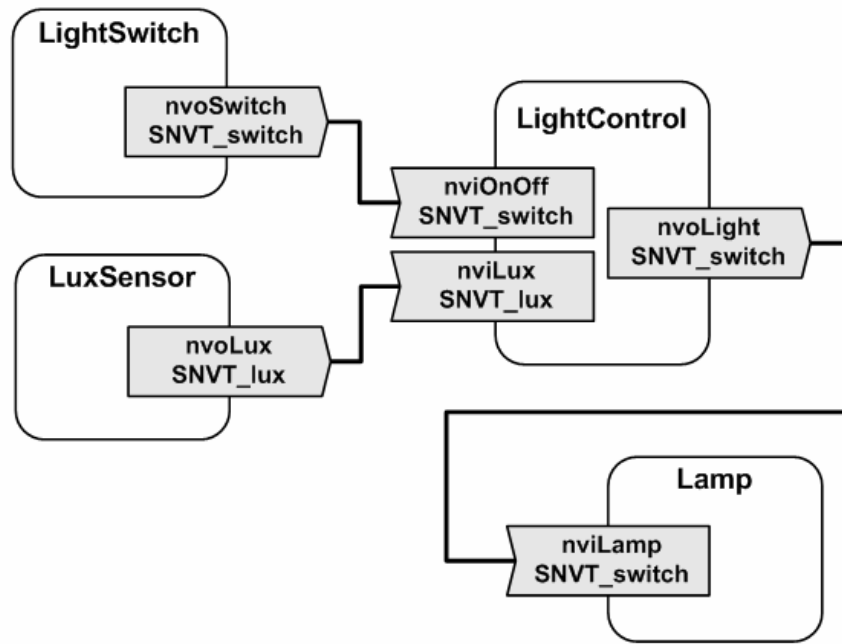 LightSwitch
nvoSwitch
SNVT_switch
LightControl
nviOnOff
SNVT_switch
nvoLight
SNVT_switch
LuxSensor
nviLux
SNVT_lux
nvoLux
SNVT_lux
Lamp
nviLamp
SNVT_switch